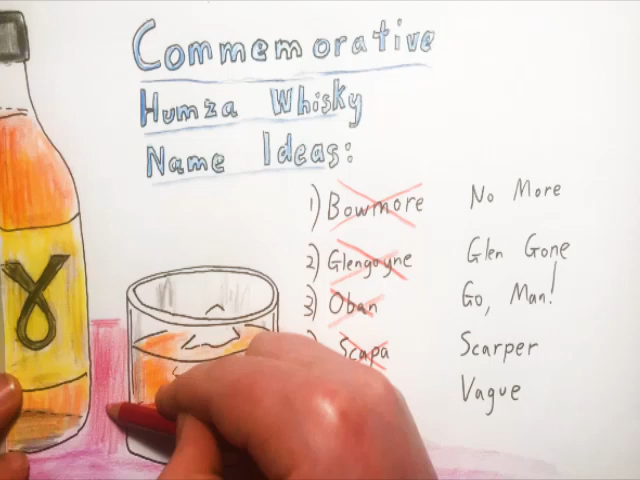 Commemorative
Humza Whisky
Name Ideas:
1) Bowmore No More
2) Glengoyne Glen Gone!
3) Oban Go, Man!
Scapa Scarper
Vague